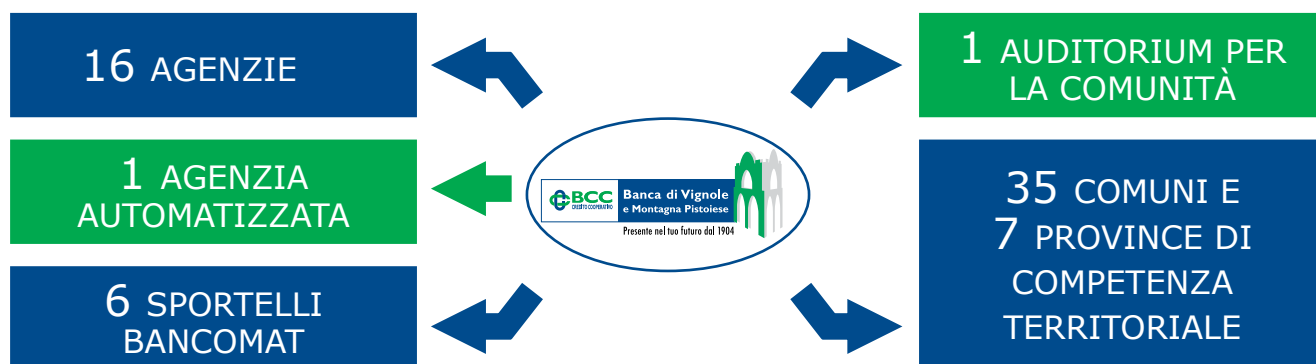 16 AGENZIE
1 AGENZIA
AUTOMATIZZATA
6 SPORTELLI
BANCOMAT
BCC
CREDITO COOPERATIVO
Banca di Vignole
e Montagna Pistoiese
Presente nel tuo futuro dal 1904
1 AUDITORIUM PER
LA COMUNITÀ
35 COMUNI E
7 PROVINCE DI
COMPETENZA
TERRITORIALE